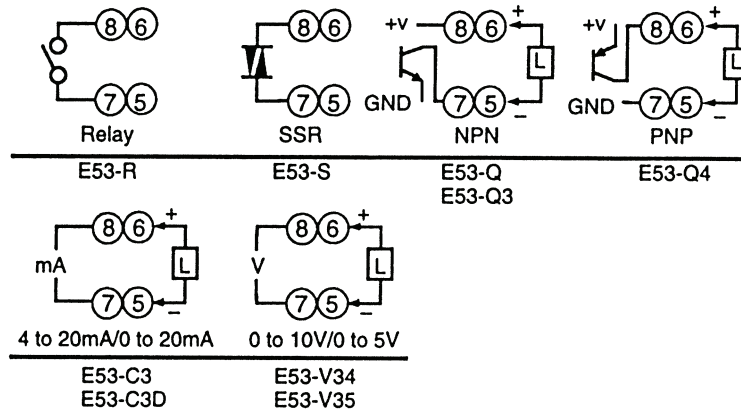 8 6
7 5
Relay
E53-R
8 6
7 5
SSR
E53-S
+v 8 6 +
L
GND 7 5 −
NPN
E53-Q
E53-Q3
+v 8 6 +
L
GND 7 5 −
PNP
E53-Q4
8 6 +
mA L
7 5 −
4 to 20mA/0 to 20mA
E53-C3
E53-C3D
8 6 +
V L
7 5 −
0 to 10V/0 to 5V
E53-V34
E53-V35